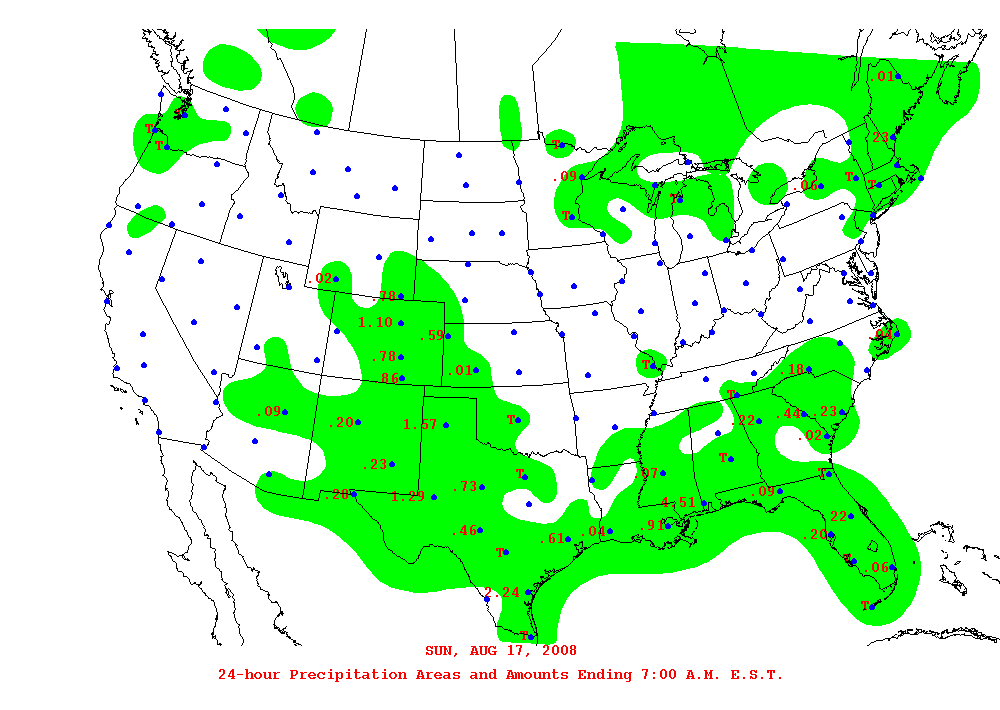 .01
T
.23
T
T
.09
.06
T
T
T
T
.02
.78
1.10
.59
.04
.78
T
.01
.18
.86
T
.09
.44
.23
.20
1.57
T
.22
.02
.23
T
.97
T
T
.73
.28
1.29
4.51
.09
.22
.46
.61
.04
.91
.20
T
T
.06
2.24
T
T
SUN, AUG 17, 2008
24-hour Precipitation Areas and Amounts Ending 7:00 A.M. E.S.T.